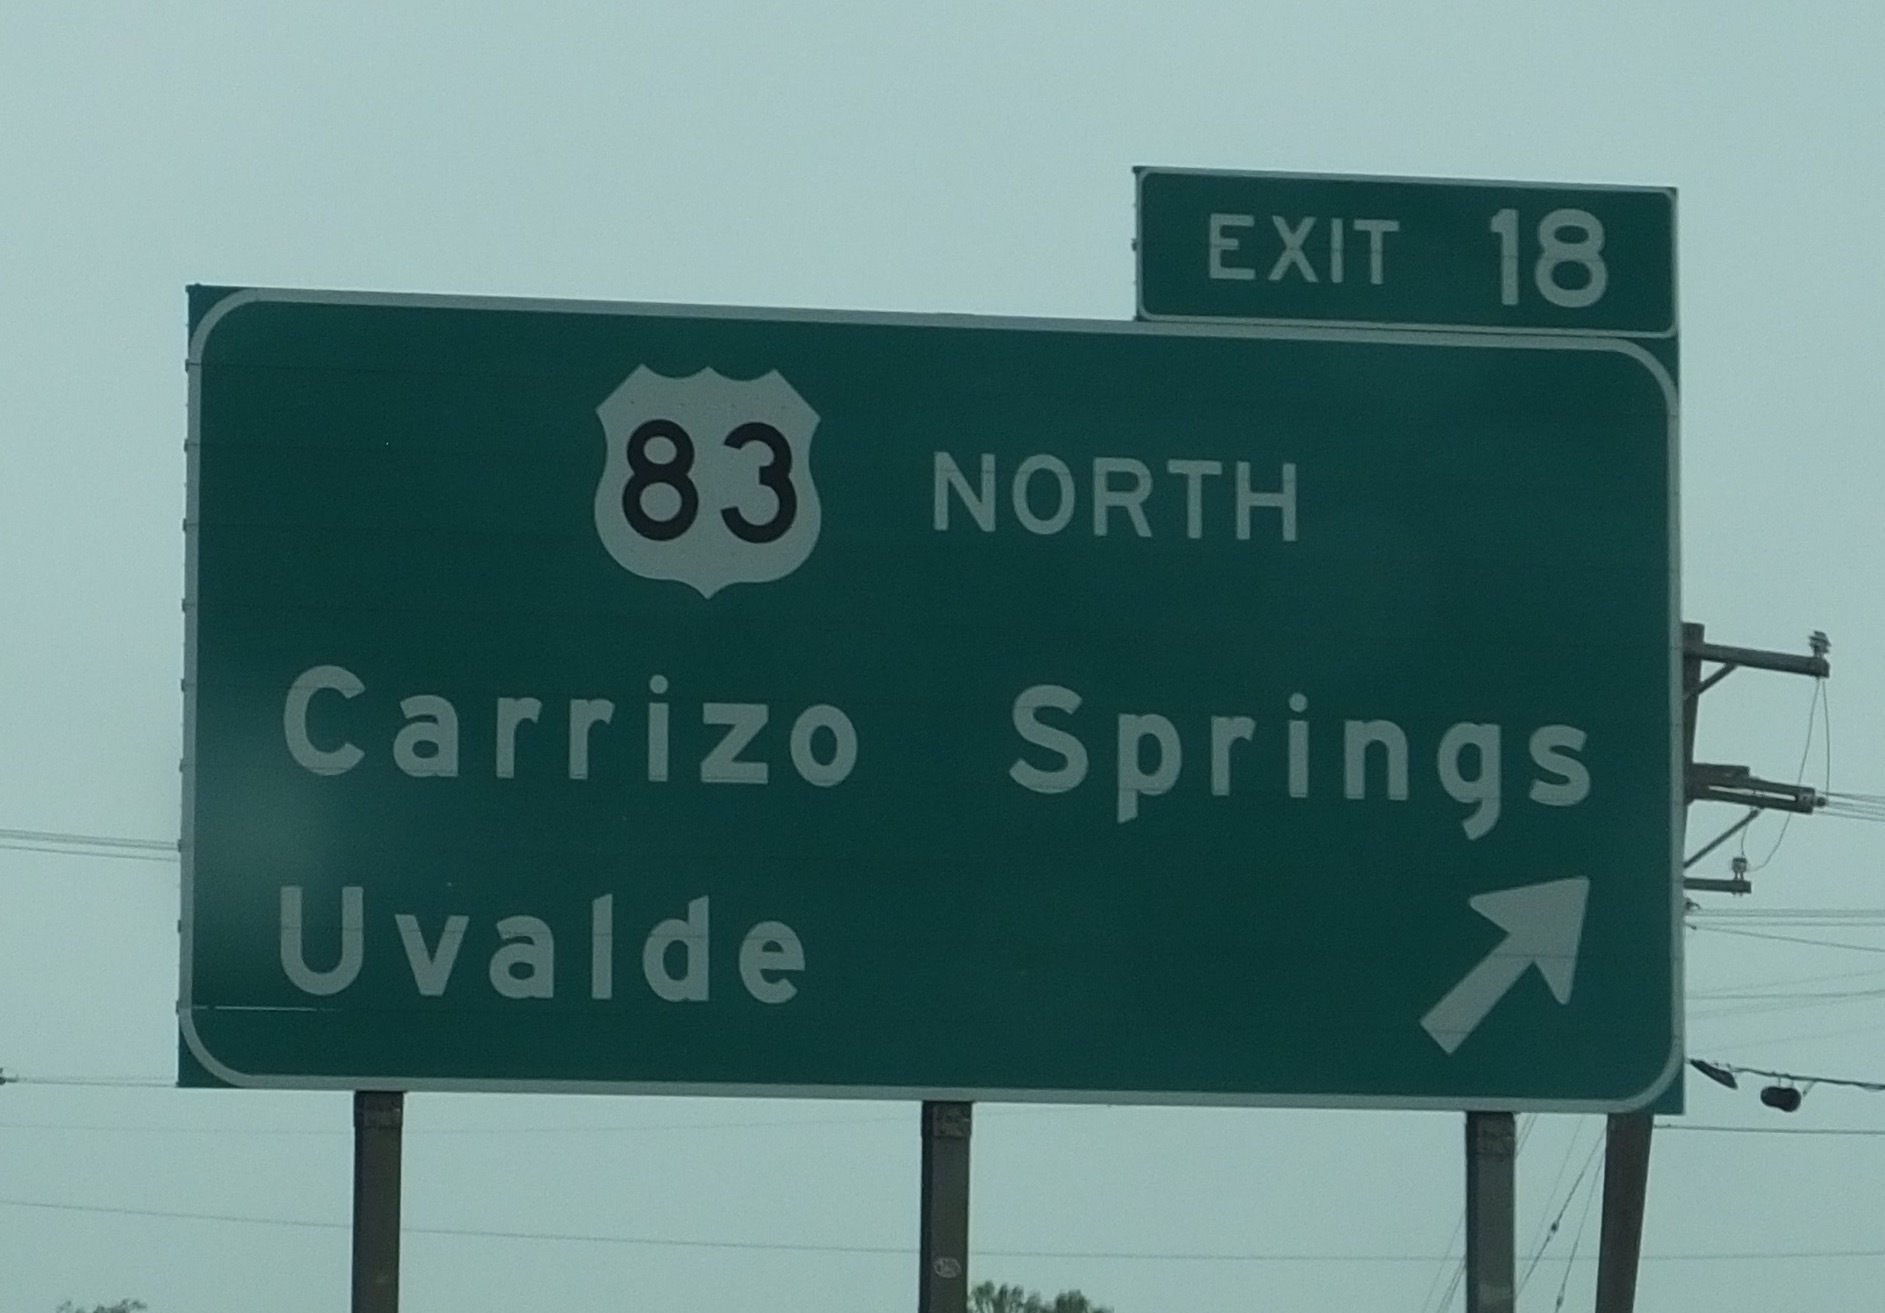 EXIT 18
83 NORTH
Carrizo Springs
Uvalde